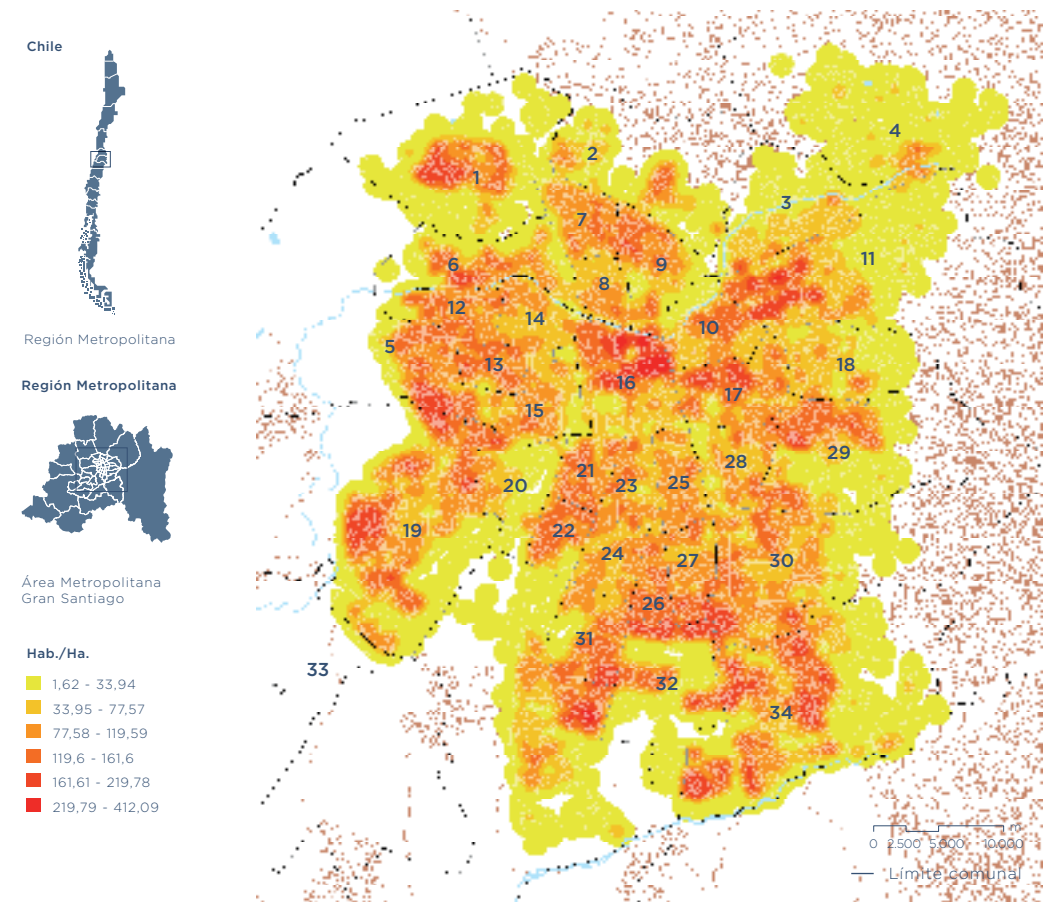 Chile
Región Metropolitana
Región Metropolitana
Área Metropolitana
Gran Santiago
Hab./Ha.
1,62 - 33,94
33,95 - 77,57
77,58 - 119,59
119,6 - 161,6
161,61 - 219,78
219,79 - 412,09
1
2
3
4
5
6
7
8
9
10
11
12
13
14
15
16
17
18
19
20
21
22
23
24
25
26
27
28
29
30
31
32
33
34
m
0 2.500 5.000 10.000
Límite comunal